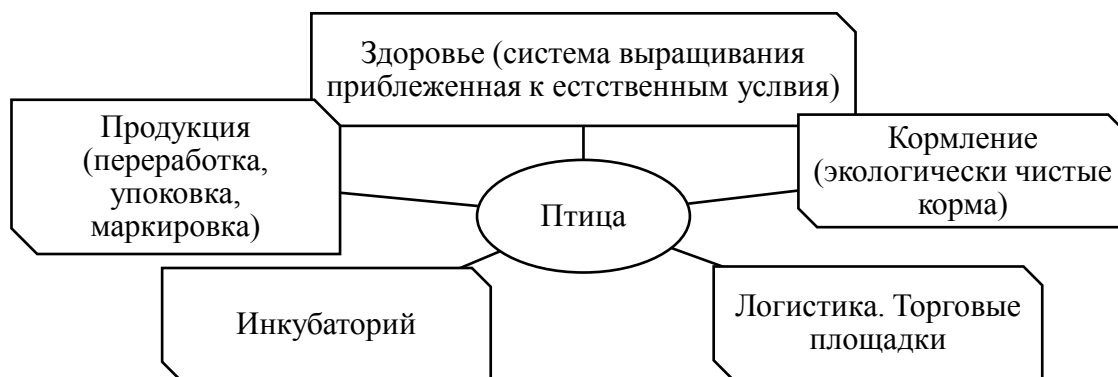 Здоровье (система выращивания
приблеженная к естственным услвия)
Продукция
(переработка,
упоковка,
маркировка)
Кормление
(экологически чистые
корма)
Птица
Инкубаторий
Логистика. Торговые
площадки